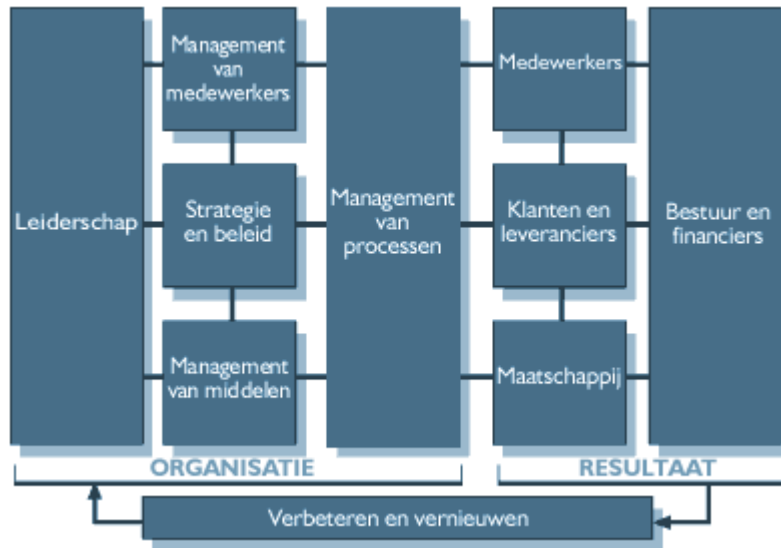 Leiderschap
Management
van
medewerkers
Strategie
en beleid
Management
van middelen
Management
van
processen
Medewerkers
Klanten en
leveranciers
Maatschappij
Bestuur en
financiers
ORGANISATIE
RESULTAAT
Verbeteren en vernieuwen